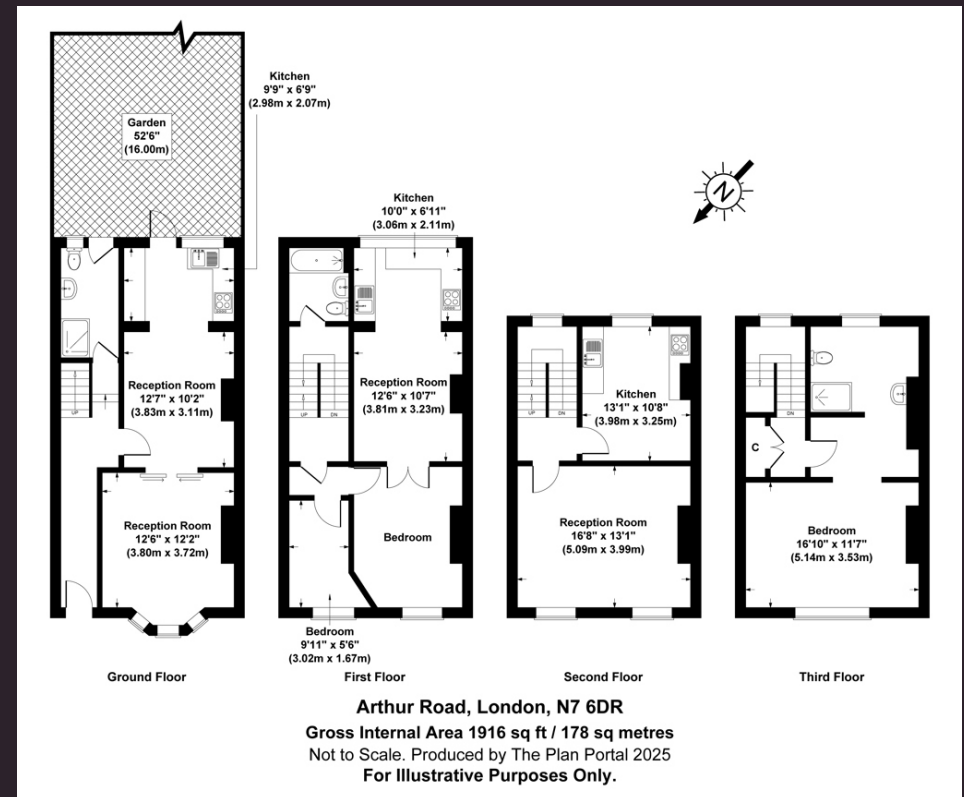 Kitchen
9'9" x 6'9"
(2.98m x 2.07m)
Garden
52'6"
(16.00m)
N
Kitchen
10'0" x 6'11"
(3.06m x 2.11m)
Reception Room
12'7" x 10'2"
(3.83m x 3.11m)
UP
Reception Room
12'6" x 12'2"
(3.80m x 3.72m)
Ground Floor
Reception Room
12'6" x 10'7"
(3.81m x 3.23m)
UP
DN
Bedroom
Bedroom
9'11" x 5'6"
(3.02m x 1.67m)
First Floor
Kitchen
13'1" x 10'8"
(3.98m x 3.25m)
UP
DN
Reception Room
16'8" x 13'1"
(5.09m x 3.99m)
Second Floor
DN
C
Bedroom
16'10" x 11'7"
(5.14m x 3.53m)
Third Floor
Arthur Road, London, N7 6DR
Gross Internal Area 1916 sq ft / 178 sq metres
Not to Scale. Produced by The Plan Portal 2025
For Illustrative Purposes Only.